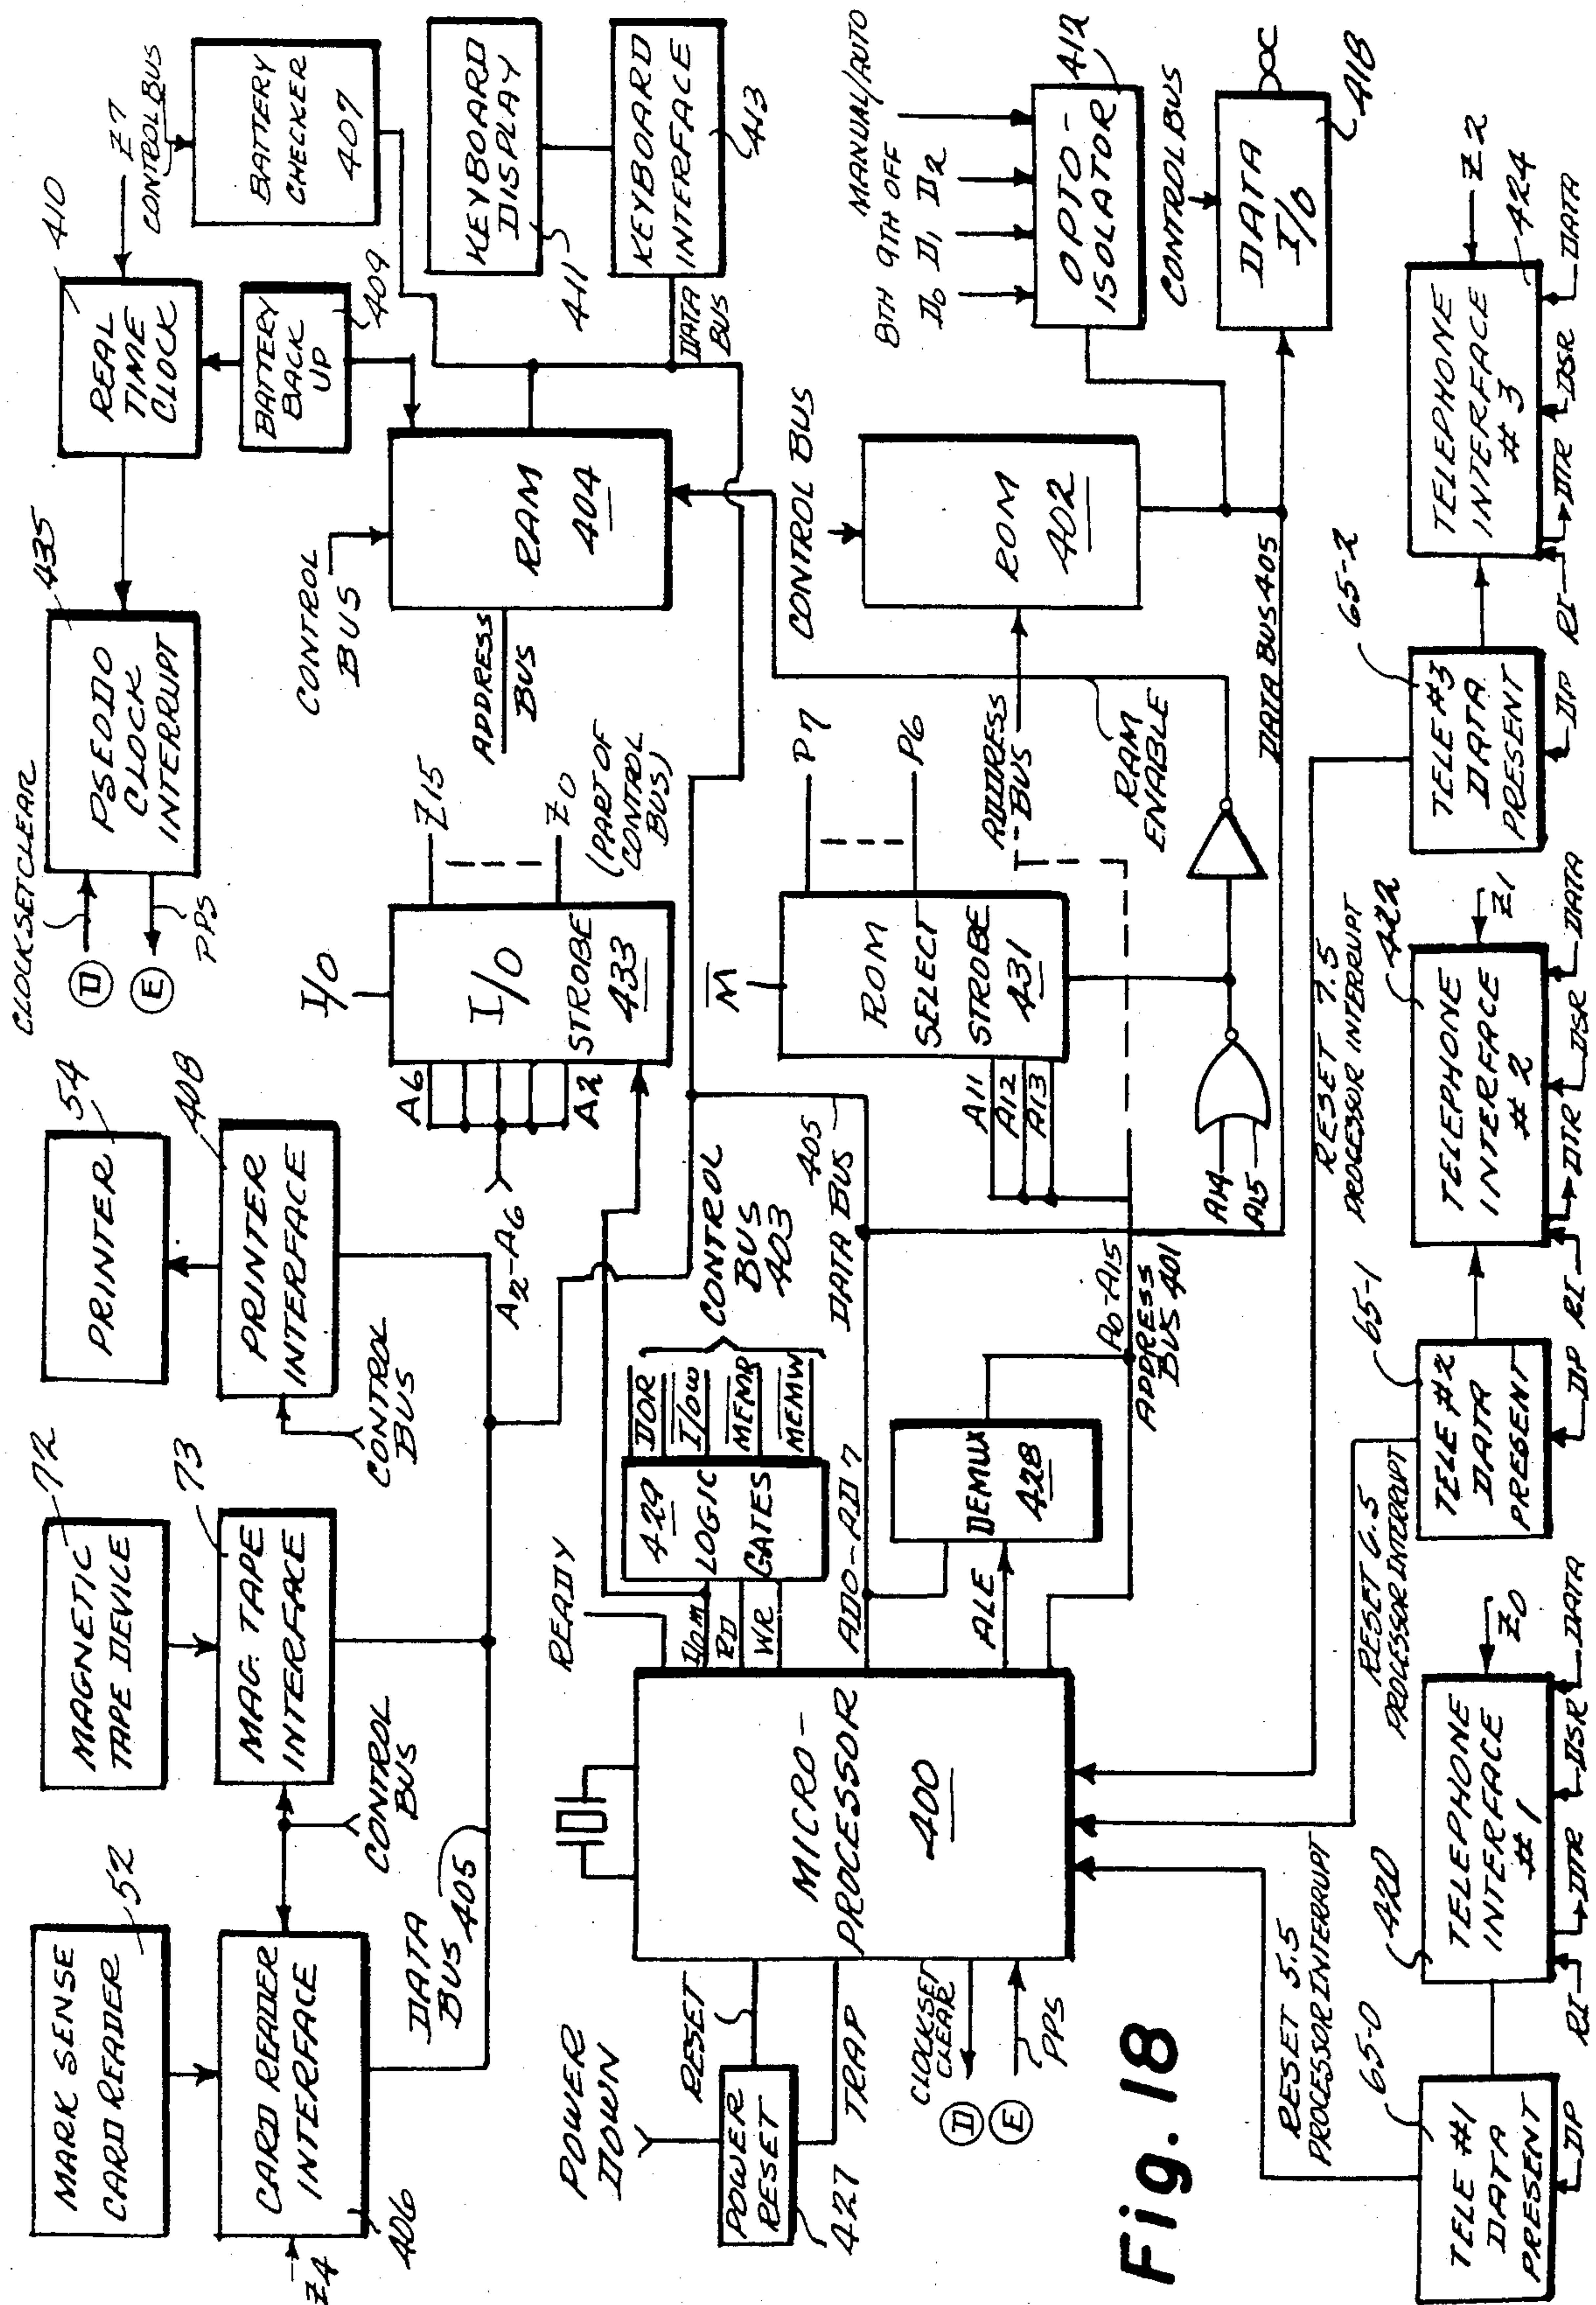 MARK SENSE
CARD READER
52
MAGNETIC
TAPE DEVICE
72
PRINTER
54
CLOCKSETCLEAR
D
E
PPS
PSEODO
CLOCK
INTERRUPT
435
REAL
TIME
CLOCK
410
Z7
CONTROL BUS
Z4
CARD READER
INTERFACE
406
MAG. TAPE
INTERFACE
73
PRINTER
INTERFACE
408
BATTERY
BACK
UP
409
BATTERY
CHECKER
407
CONTROL
BUS
CONTROL
BUS
DATA
BUS
405
A2-A6
I/O
A6
A2
I/O
STROBE
433
Z15
Z0
(PART OF
CONTROL
BUS)
CONTROL
BUS
ADDRESS
BUS
RAM
404
KEYBOARD
DISPLAY
411
KEYBOARD
INTERFACE
413
DATA
BUS
POWER
DOWN
POWER
RESET
427
RESET
TRAP
CLOCKSET
CLEAR
D
E
PPS
MICRO-
PROCESSOR
400
READY
RD
WR
429
LOGIC
GATES
I/OW
MEMR
MEMW
CONTROL
BUS
403
405
DATA BUS
AD0-AD7
ALE
DEMUX
428
A0-A15
ADDRESS
BUS 401
M
ROM
SELECT
STROBE
431
A11
A12
A13
P7
P6
A14
A15
ADDRESS
BUS
RAM
ENABLE
CONTROL BUS
ROM
402
DATA BUS 405
MANUAL/AUTO
8TH 9TH OFF
D0 D1 D2
OPTO-
ISOLATOR
412
CONTROL BUS
DATA
I/O
418
RESET 5.5
PROCESSOR INTERRUPT
RESET 6.5
PROCESSOR INTERRUPT
RESET 7.5
PROCESSOR INTERRUPT
65-0
TELE #1
DATA
PRESENT
DP
420
TELEPHONE
INTERFACE
#1
Z0
RI
DTR
DSR
DATA
65-1
TELE #2
DATA
PRESENT
DP
422
TELEPHONE
INTERFACE
#2
Z1
RI
DTR
DSR
DATA
65-2
TELE #3
DATA
PRESENT
DP
424
TELEPHONE
INTERFACE
#3
Z2
RI
DTR
DSR
DATA
Fig. 18